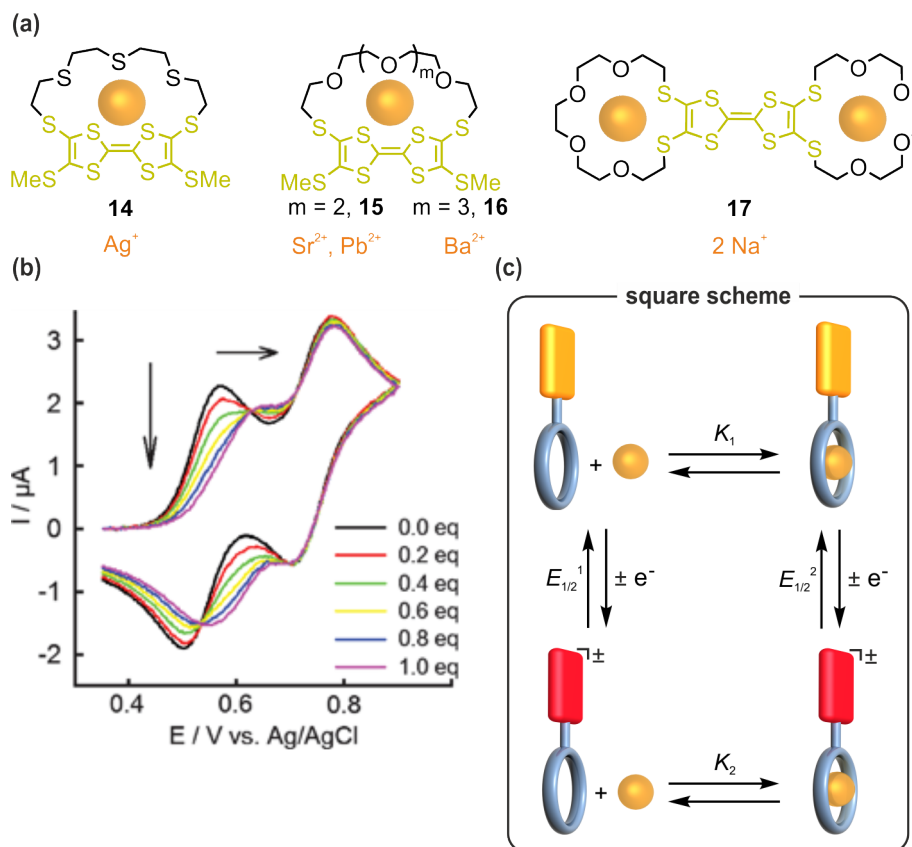 (a)
S
S
S
S
S
S
S
S
S
MeS
SMe
14
Ag⁺
O
(O)m
O
O
S
S
S
S
S
S
MeS
SMe
m = 2, 15 m = 3, 16
Sr²⁺, Pb²⁺ Ba²⁺
O
O
O
O
S
S
S
S
S
S
S
S
O
O
O
O
17
2 Na⁺
(b)
I / µA
3
2
1
0
-1
-2
0.0 eq
0.2 eq
0.4 eq
0.6 eq
0.8 eq
1.0 eq
0.4 0.6 0.8
E / V vs. Ag/AgCl
(c)
square scheme
+
K₁
E₁/₂¹
± e⁻
E₁/₂²
± e⁻
¬±
¬±
+
K₂